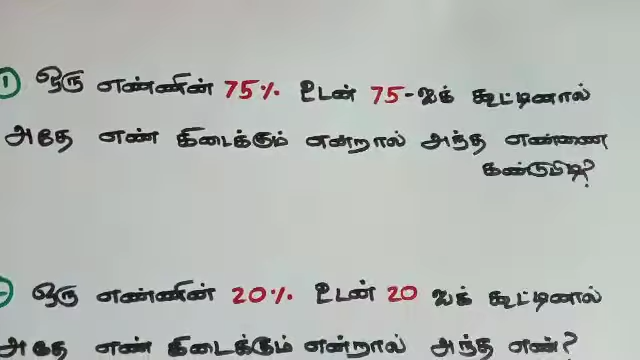 1 ஒரு எண்ணின் 75% உடன் 75-ஐக் கூட்டினால்
அதே எண் கிடைக்கும் என்றால் அந்த எண்ணை
கண்டுபிடி?
ஒரு எண்ணின் 20% உடன் 20 ஐக் கூட்டினால்
அதே எண் கிடைக்கும் என்றால் அந்த எண்?